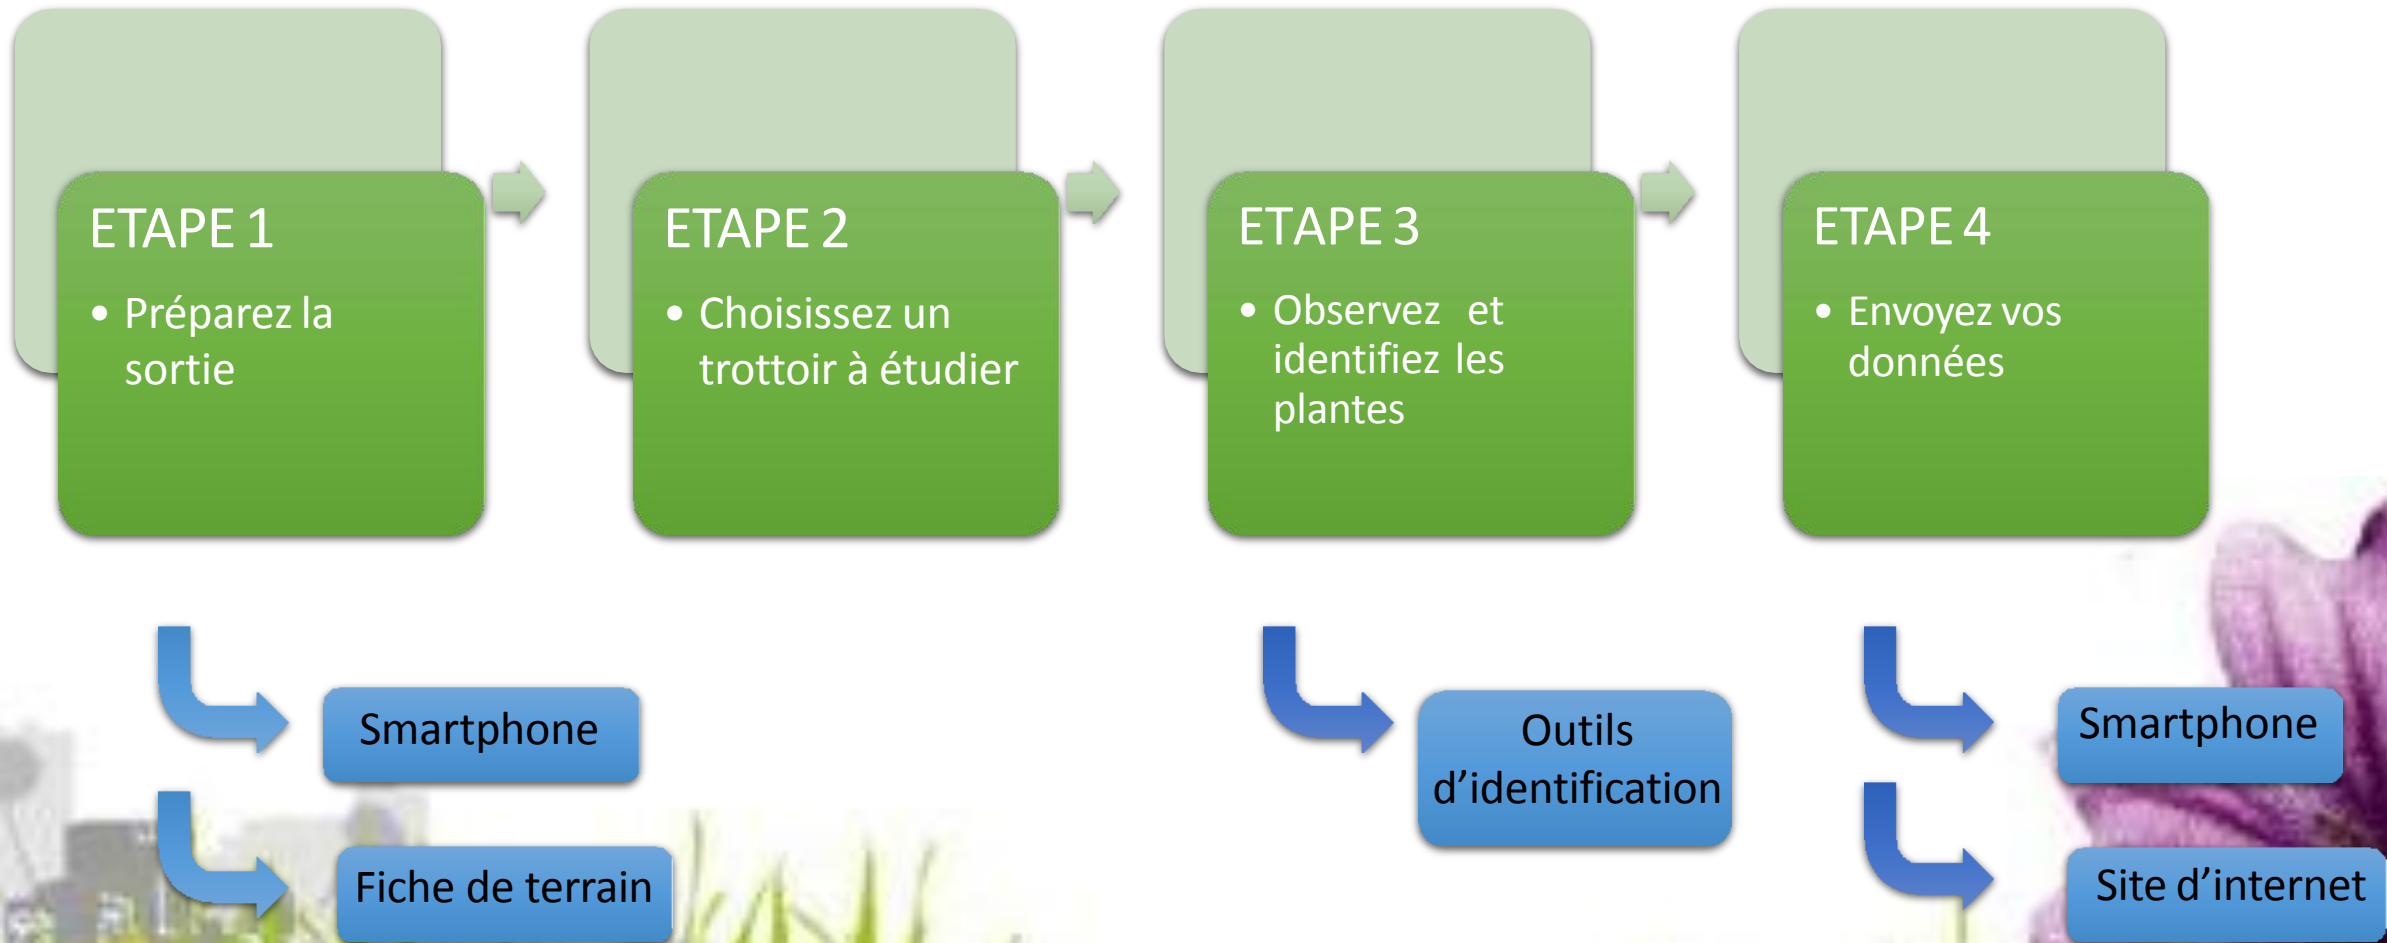 ETAPE 1
• Préparez la
sortie
ETAPE 2
• Choisissez un
trottoir à étudier
ETAPE 3
• Observez et
identifiez les
plantes
ETAPE 4
• Envoyez vos
données
Smartphone
Fiche de terrain
Outils
d’identification
Smartphone
Site d’internet